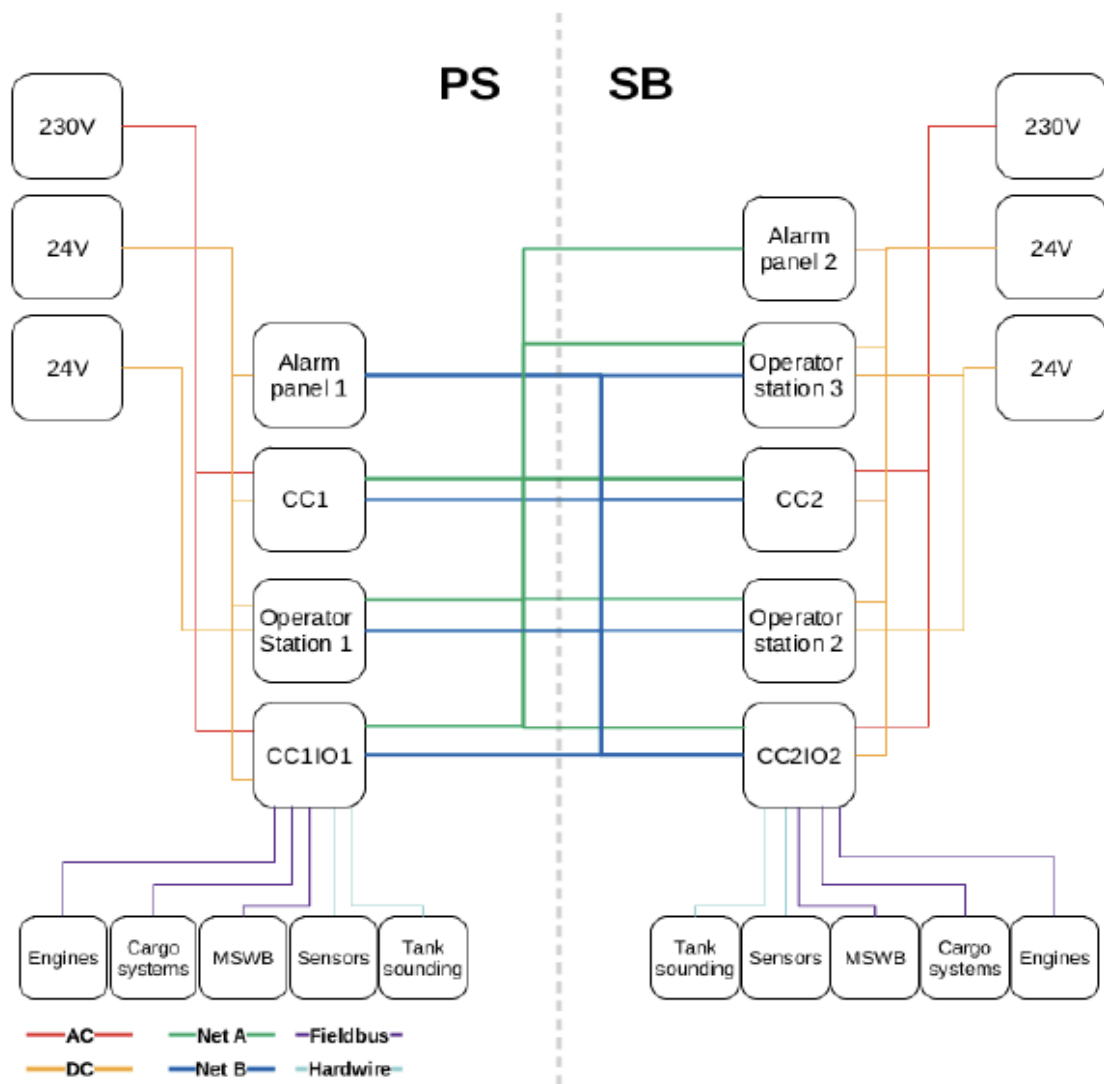 PS
SB
230V
230V
24V
Alarm
panel 2
24V
24V
Alarm
panel 1
Operator
station 3
24V
CC1
CC2
Operator
Station 1
Operator
station 2
CC1IO1
CC2IO2
Engines
Cargo
systems
MSWB
Sensors
Tank
sounding
Tank
sounding
Sensors
MSWB
Cargo
systems
Engines
AC
Net A
Fieldbus
DC
Net B
Hardwire